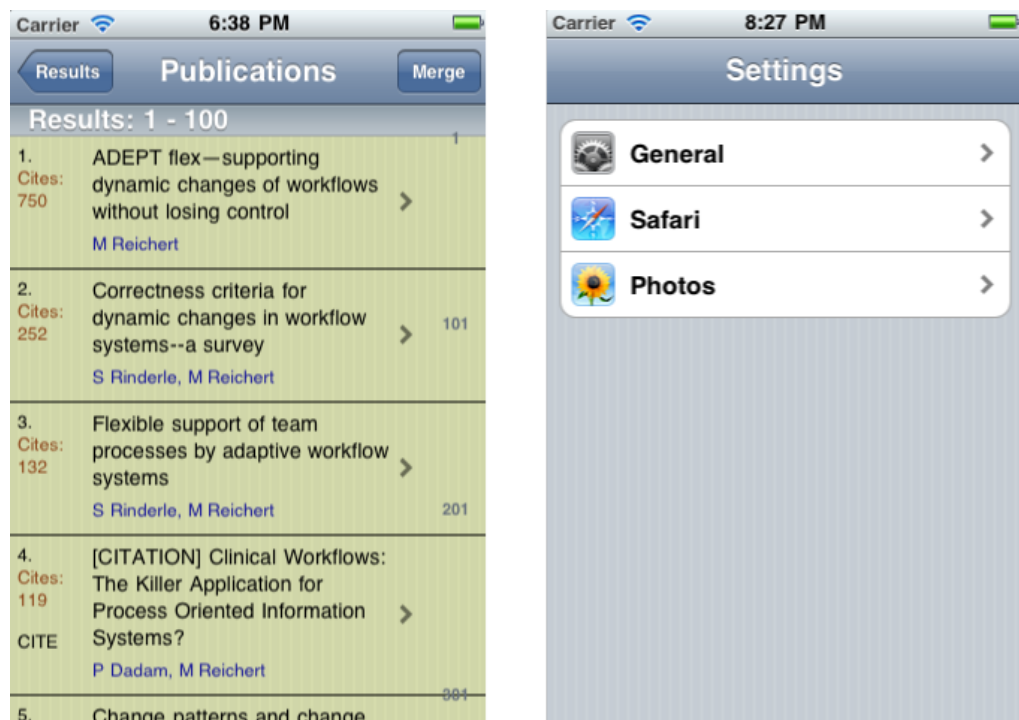 Carrier 6:38 PM
Results Publications Merge
Results: 1 - 100
1
1.
Cites:
750
ADEPT flex—supporting
dynamic changes of workflows
without losing control
M Reichert
2.
Cites:
252
Correctness criteria for
dynamic changes in workflow
systems--a survey
S Rinderle, M Reichert
101
3.
Cites:
132
Flexible support of team
processes by adaptive workflow
systems
S Rinderle, M Reichert
201
4.
Cites:
119
CITE
[CITATION] Clinical Workflows:
The Killer Application for
Process Oriented Information
Systems?
P Dadam, M Reichert
301
5.
Change patterns and change
Carrier 8:27 PM
Settings
General
Safari
Photos